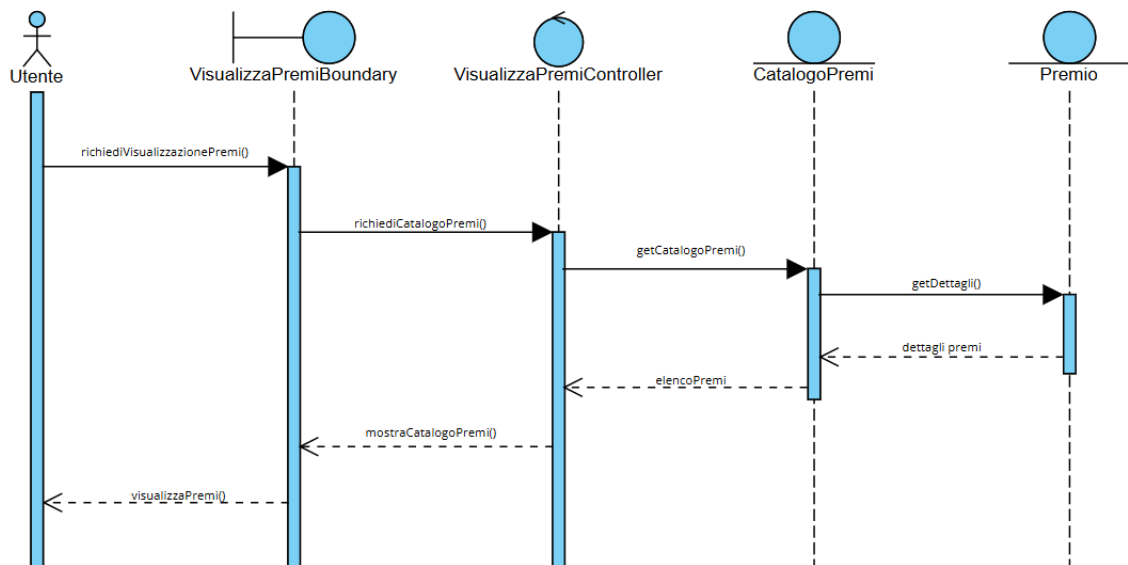 Utente
VisualizzaPremiBoundary
VisualizzaPremiController
CatalogoPremi
Premio
richiediVisualizzazionePremi()
richiediCatalogoPremi()
getCatalogoPremi()
getDettagli()
dettagli premi
elencoPremi
mostraCatalogoPremi()
visualizzaPremi()